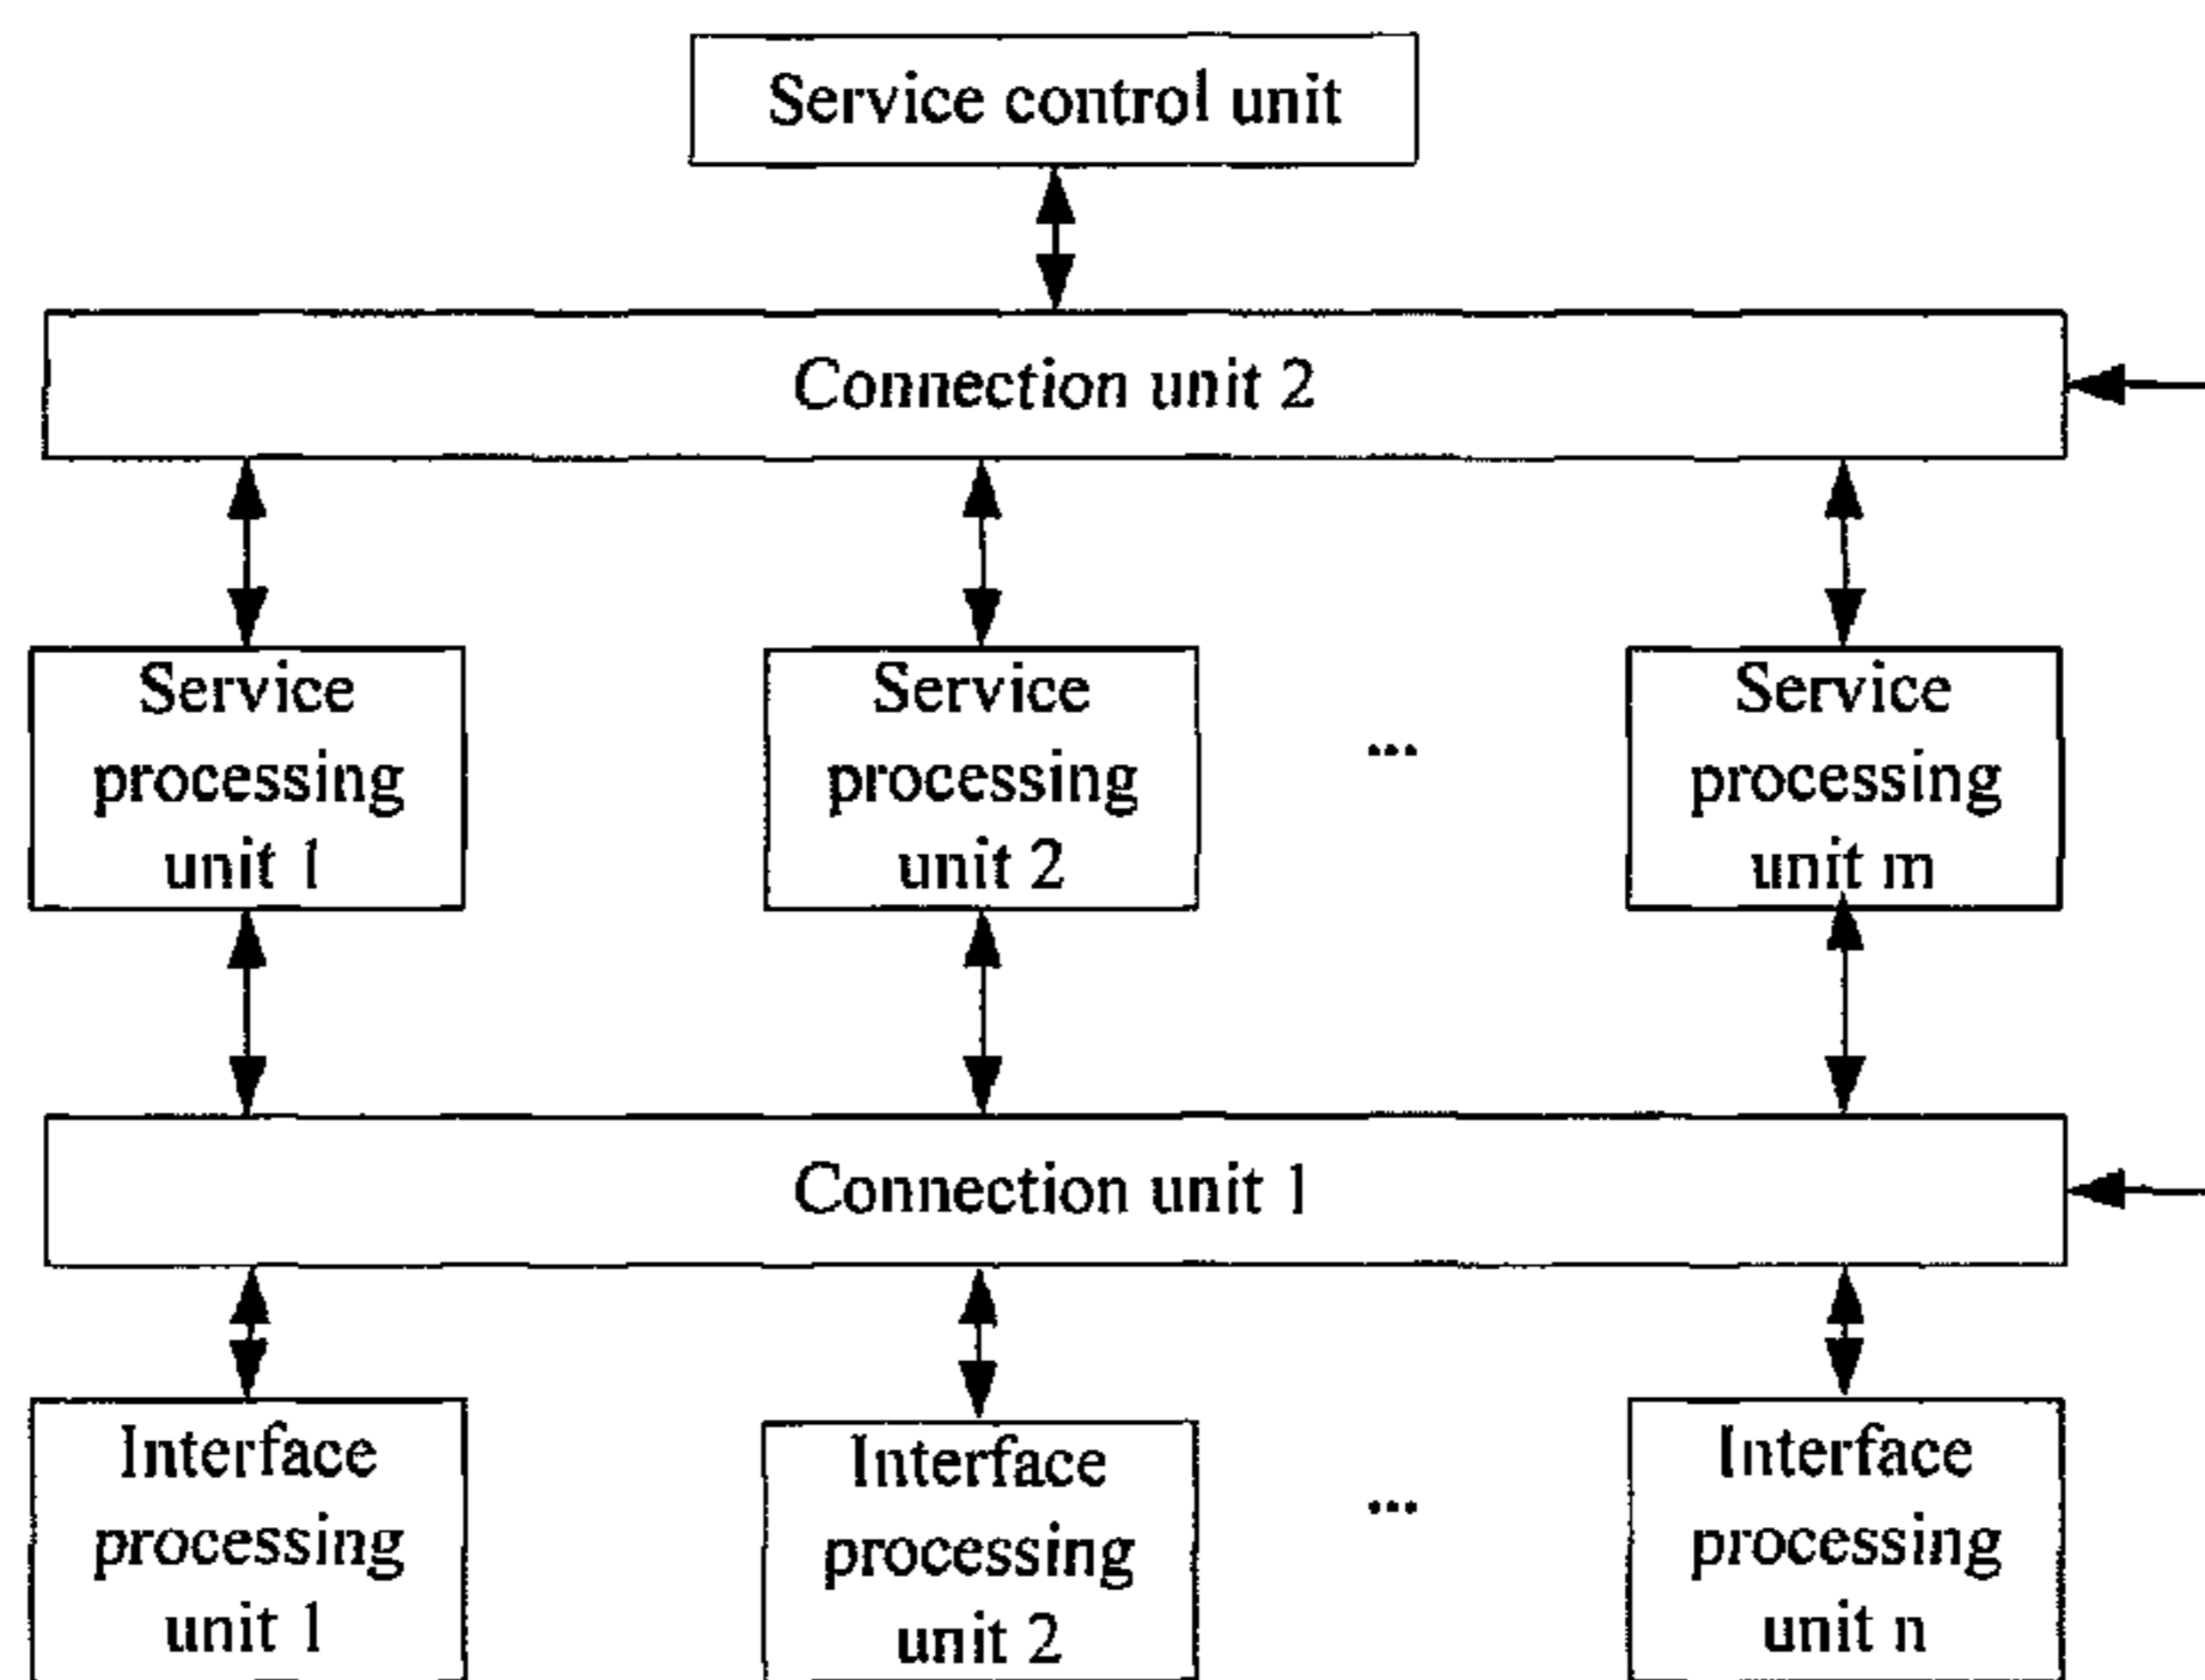 Service control unit
Connection unit 2
Service
processing
unit 1
Service
processing
unit 2
...
Service
processing
unit m
Connection unit 1
Interface
processing
unit 1
Interface
processing
unit 2
...
Interface
processing
unit n